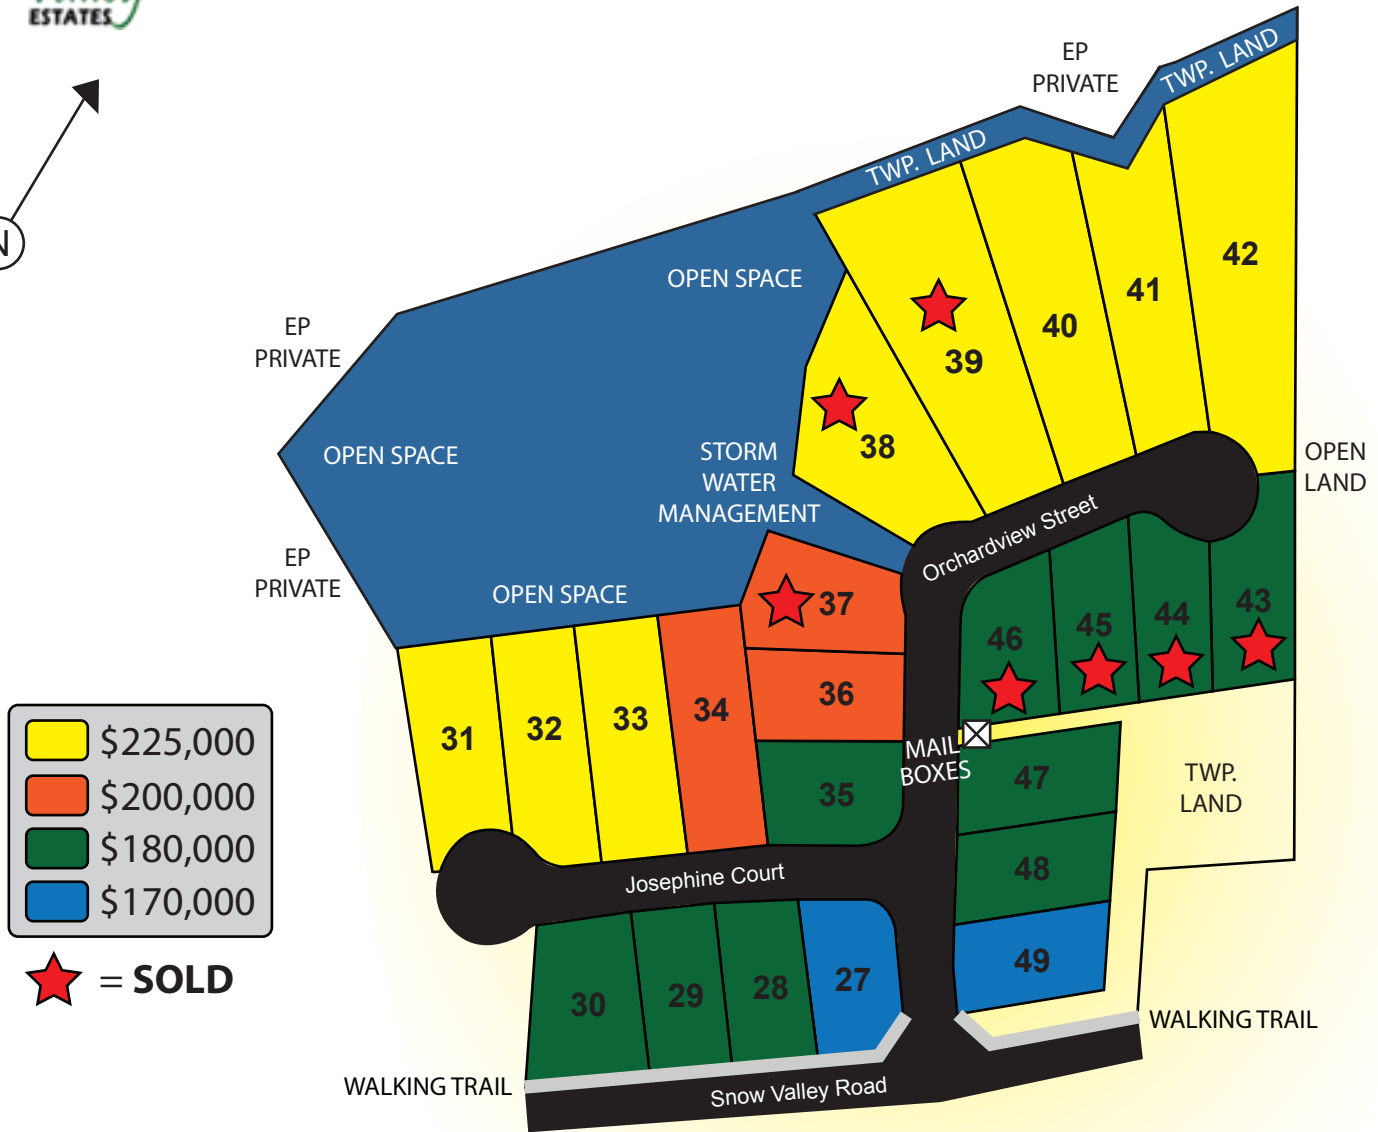 ESTATES
N
EP
PRIVATE
TWP. LAND
TWP. LAND
OPEN SPACE
EP
PRIVATE
OPEN SPACE
STORM
WATER
MANAGEMENT
EP
PRIVATE
OPEN SPACE
OPEN
LAND
42
41
40
39
38
Orchardview Street
37
36
35
34
33
32
31
46
45
44
43
MAIL
BOXES
47
48
49
TWP.
LAND
Josephine Court
30
29
28
27
$225,000
$200,000
$180,000
$170,000
= SOLD
WALKING TRAIL
WALKING TRAIL
Snow Valley Road